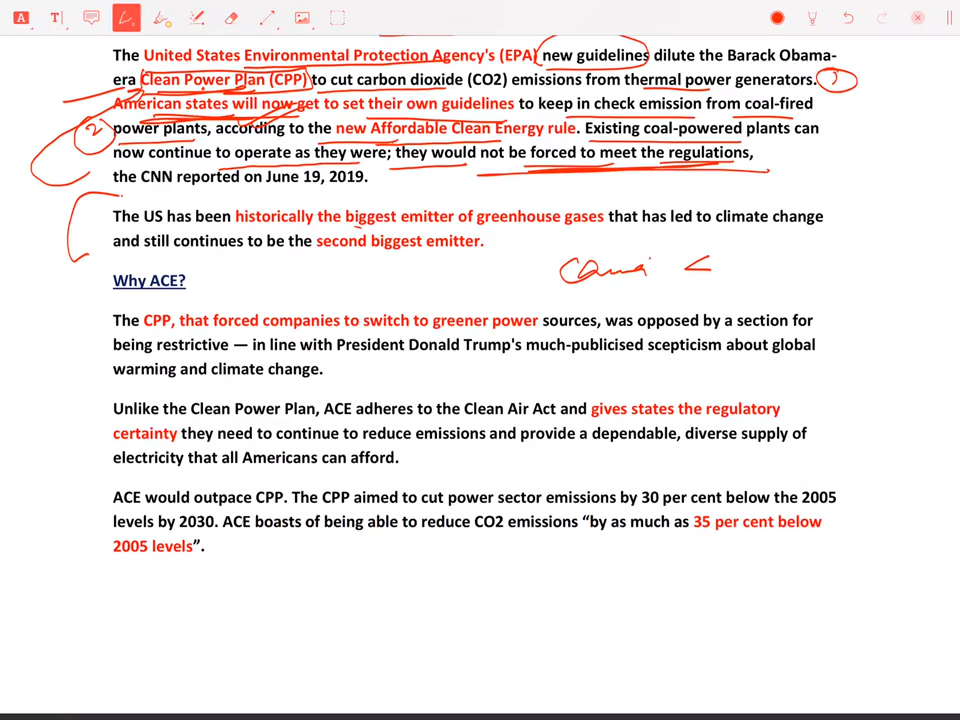 The United States Environmental Protection Agency's (EPA) new guidelines dilute the Barack Obama-
era Clean Power Plan (CPP) to cut carbon dioxide (CO2) emissions from thermal power generators.
American states will now get to set their own guidelines to keep in check emission from coal-fired
2 power plants, according to the new Affordable Clean Energy rule. Existing coal-powered plants can
now continue to operate as they were; they would not be forced to meet the regulations,
the CNN reported on June 19, 2019.
The US has been historically the biggest emitter of greenhouse gases that has led to climate change
and still continues to be the second biggest emitter.
Why ACE?
The CPP, that forced companies to switch to greener power sources, was opposed by a section for
being restrictive — in line with President Donald Trump's much-publicised scepticism about global
warming and climate change.
Unlike the Clean Power Plan, ACE adheres to the Clean Air Act and gives states the regulatory
certainty they need to continue to reduce emissions and provide a dependable, diverse supply of
electricity that all Americans can afford.
ACE would outpace CPP. The CPP aimed to cut power sector emissions by 30 per cent below the 2005
levels by 2030. ACE boasts of being able to reduce CO2 emissions “by as much as 35 per cent below
2005 levels”.